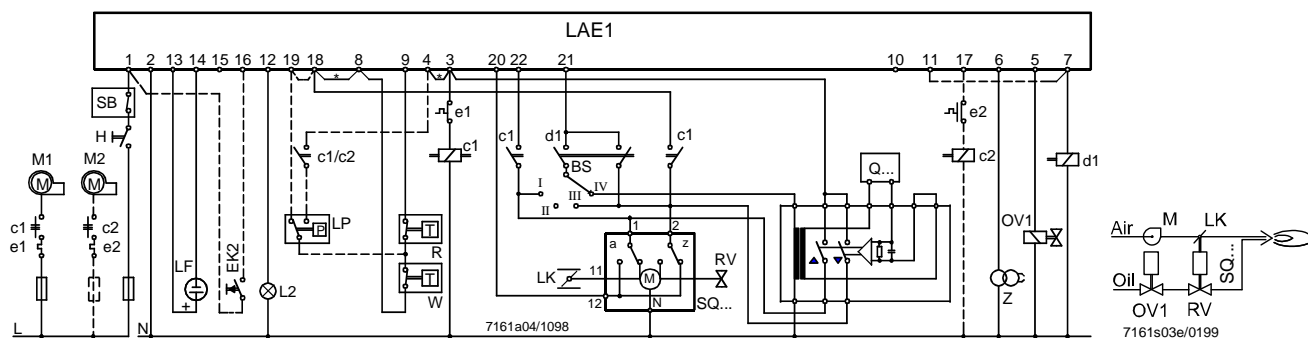 LAE1
1 2 13 14 15 16 12 19 18 8 9 4 3 20 22 21 10 11 17 6 5 7
* *
SB
e1
e2
H
c1
d1
c1
c1
c2
d1
M1
M2
c1/c2
BS
Q...
M
M
I
IV
III
II
OV1
M
LK
c1
c2
LP
P
T
R
1
2
Air
e1
e2
EK2
a
z
RV
SQ...
LF
L2
T
W
LK
11
M
Oil
+
12
N
SQ...
Z
OV1
RV
L
N
7161a04/1098
7161s03e/0199